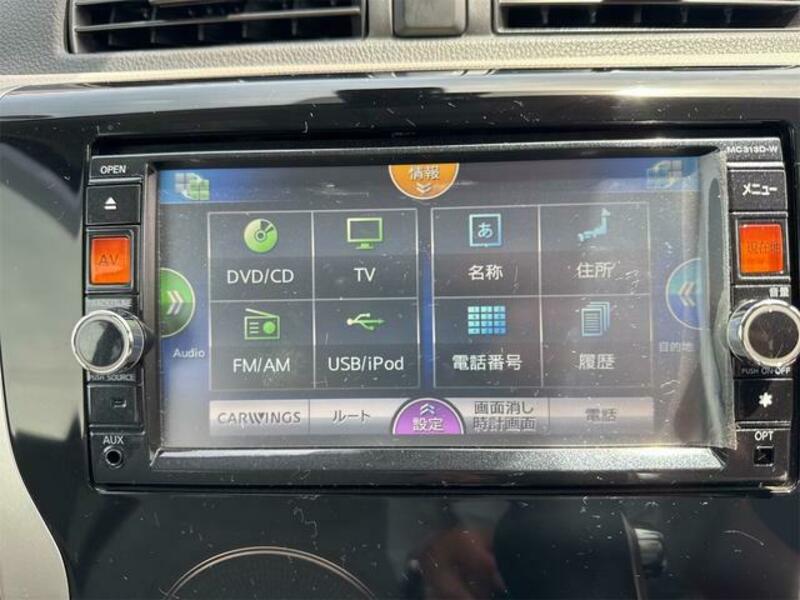 OPEN
MC313D-W
情報
メニュー
AV
現在地
DVD/CD
TV
名称
住所
音量
Audio
目的地
FM/AM
USB/iPod
電話番号
履歴
PUSH SOURCE
PUSH ON·OFF
CARWINGS
ルート
設定
画面消し
時計画面
電話
AUX
OPT